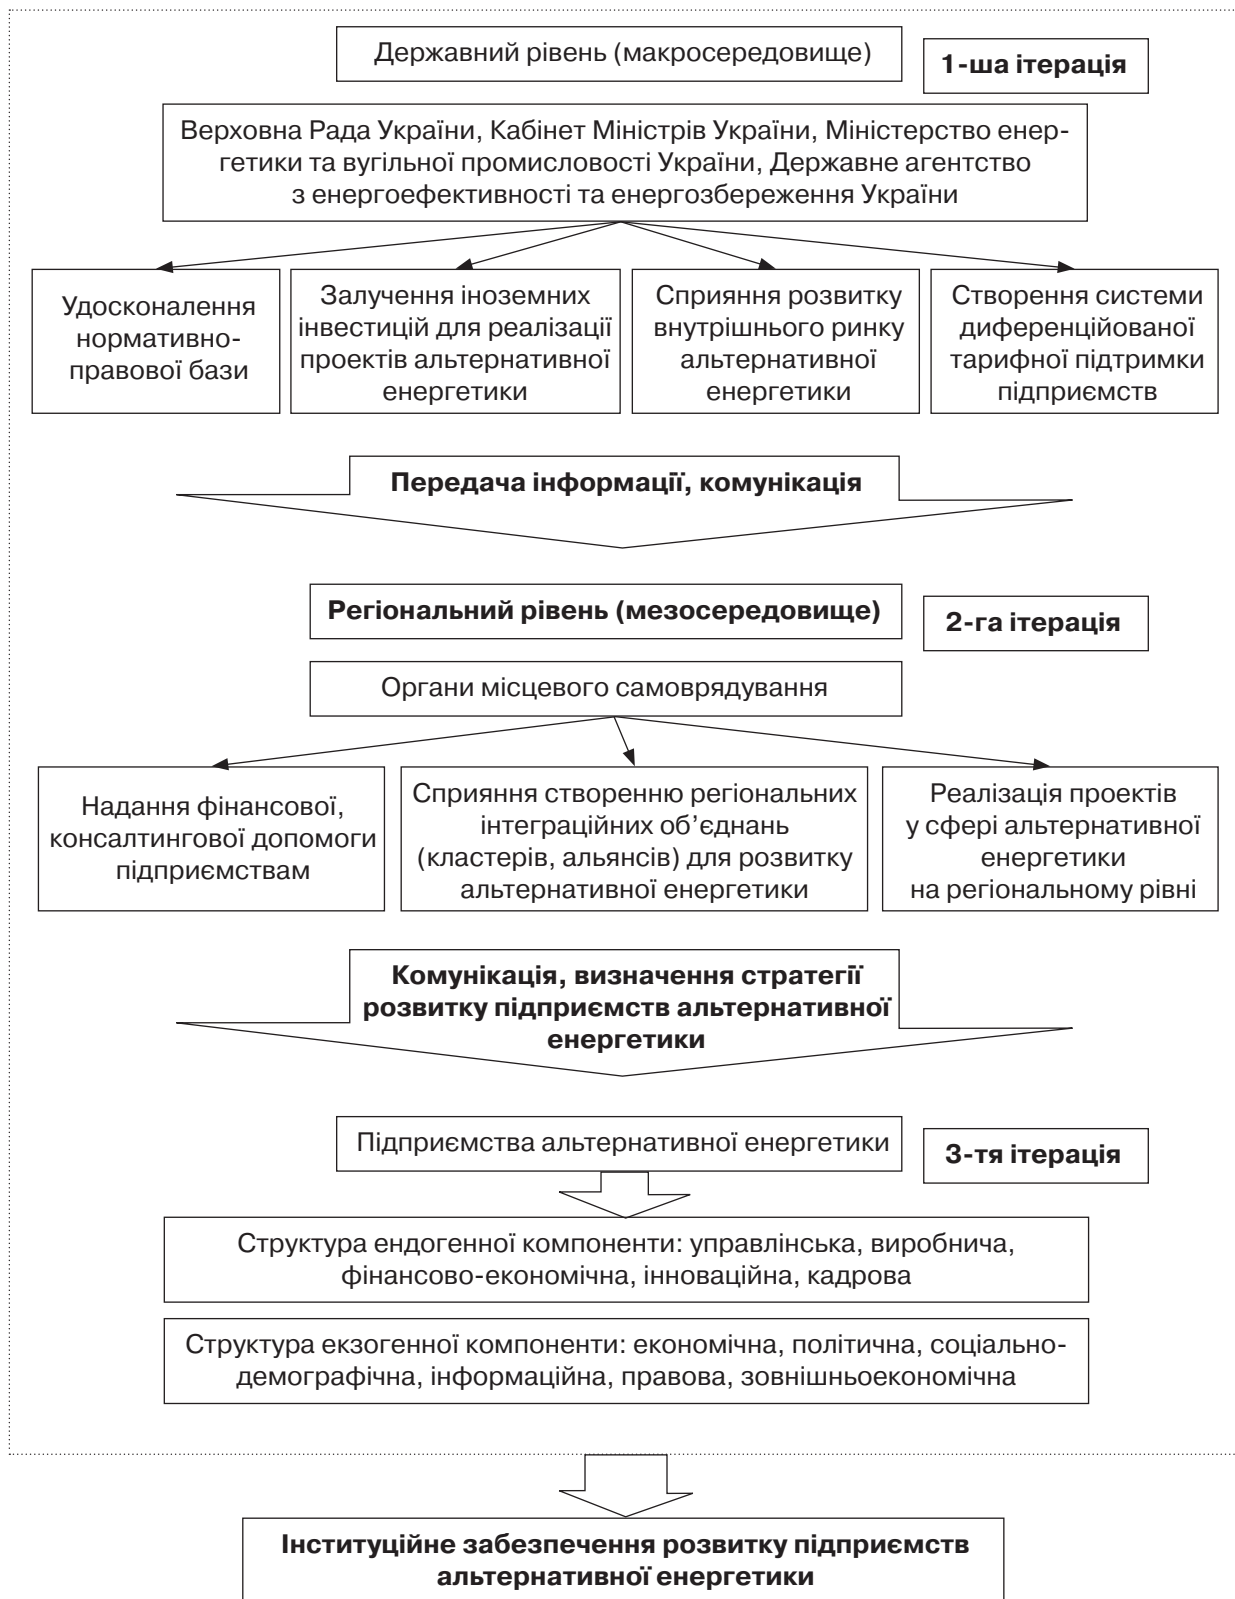 Державний рівень (макросередовище)
1-ша ітерація
Верховна Рада України, Кабінет Міністрів України, Міністерство енер-
гетики та вугільної промисловості України, Державне агентство
з енергоефективності та енергозбереження України
Удосконалення
нормативно-
правової бази
Залучення іноземних
інвестицій для реалізації
проектів альтернативної
енергетики
Сприяння розвитку
внутрішнього ринку
альтернативної
енергетики
Створення системи
диференційованої
тарифної підтримки
підприємств
Передача інформації, комунікація
Регіональний рівень (мезосередовище)
2-га ітерація
Органи місцевого самоврядування
Надання фінансової,
консалтингової допомоги
підприємствам
Сприяння створенню регіональних
інтеграційних об’єднань
(кластерів, альянсів) для розвитку
альтернативної енергетики
Реалізація проектів
у сфері альтернативної
енергетики
на регіональному рівні
Комунікація, визначення стратегії
розвитку підприємств альтернативної
енергетики
Підприємства альтернативної енергетики
3-тя ітерація
Структура ендогенної компоненти: управлінська, виробнича,
фінансово-економічна, інноваційна, кадрова
Структура екзогенної компоненти: економічна, політична, соціально-
демографічна, інформаційна, правова, зовнішньоекономічна
Інституційне забезпечення розвитку підприємств
альтернативної енергетики